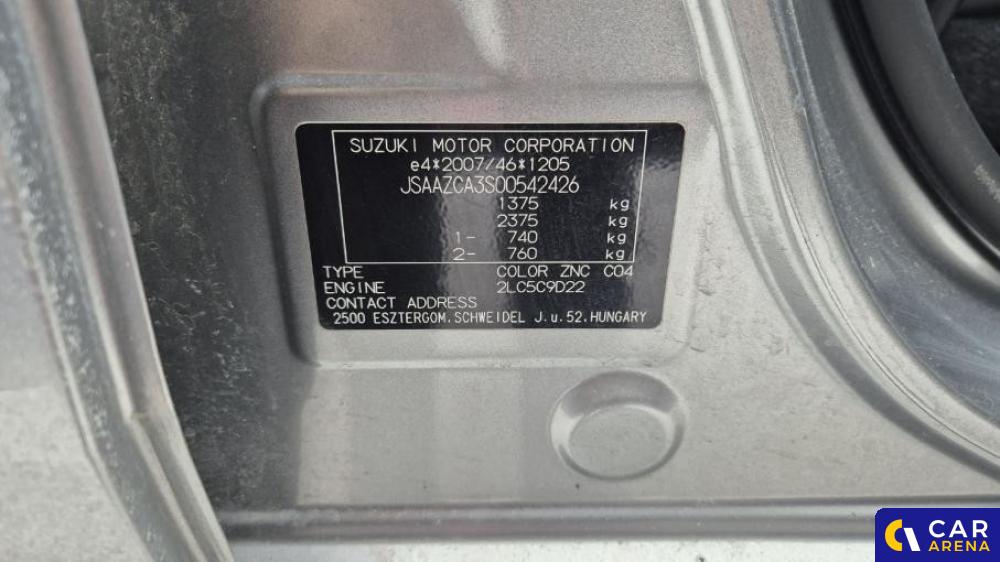 SUZUKI MOTOR CORPORATION
e4*2007/46*1205
JSAAZCA3S00542426
1375 kg
2375 kg
1- 740 kg
2- 760 kg
TYPE COLOR ZNC C04
ENGINE 2LC5C9D22
CONTACT ADDRESS
2500 ESZTERGOM.SCHWEIDEL J.u.52.HUNGARY
CAR
ARENA